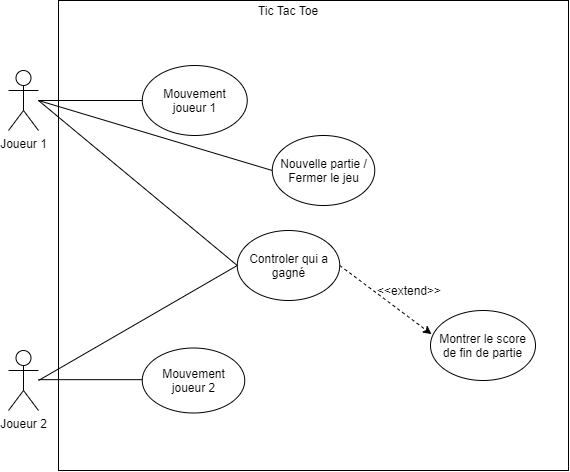 Tic Tac Toe
Mouvement
joueur 1
Joueur 1
Nouvelle partie /
Fermer le jeu
Controler qui a
gagné
<<extend>>
Montrer le score
de fin de partie
Mouvement
joueur 2
Joueur 2